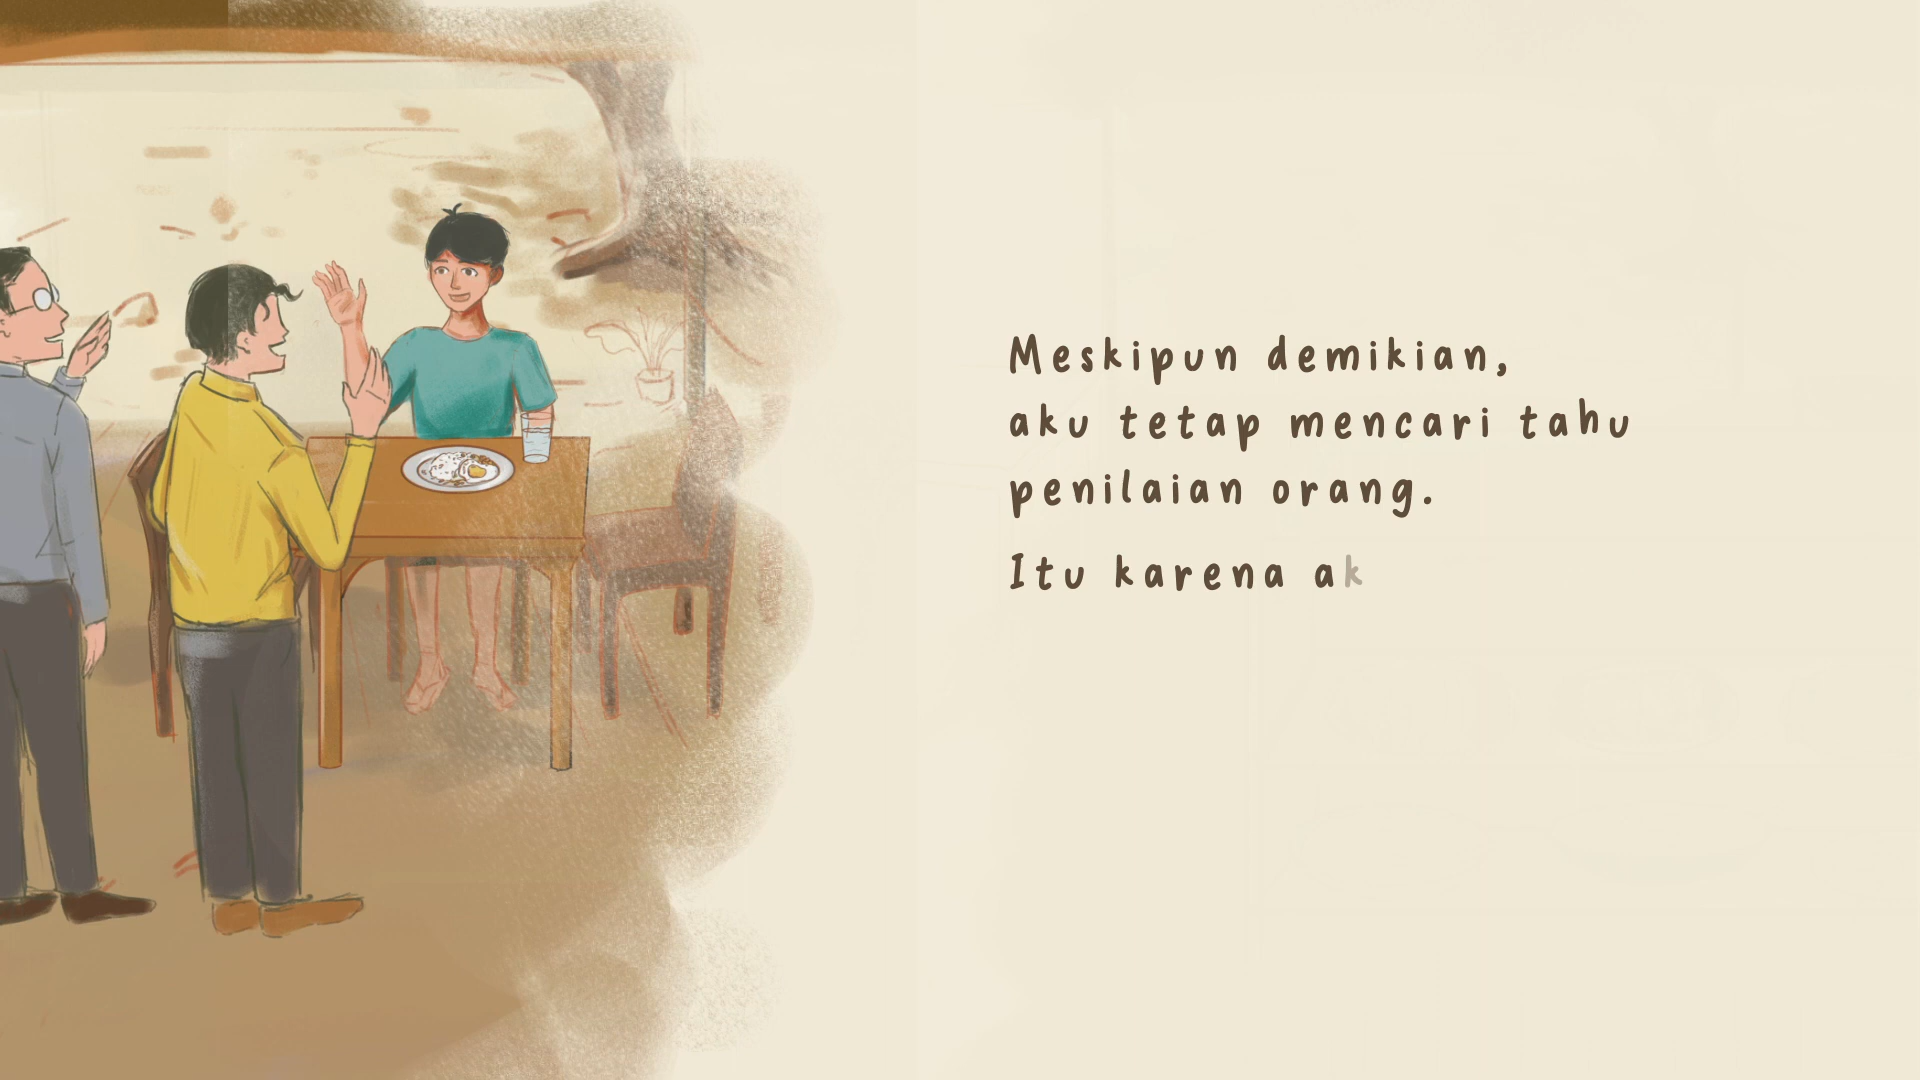 Meskipun demikian,
aku tetap mencari tahu
penilaian orang.
Itu karena ak